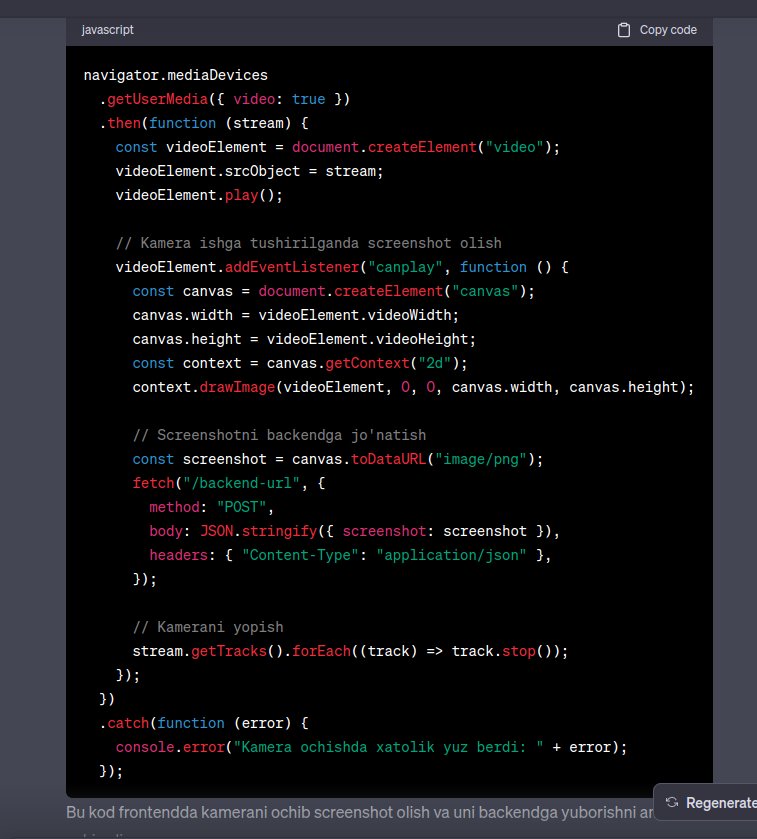 javascript Copy code
navigator.mediaDevices
.getUserMedia({ video: true })
.then(function (stream) {
const videoElement = document.createElement("video");
videoElement.srcObject = stream;
videoElement.play();
// Kamera ishga tushirilganda screenshot olish
videoElement.addEventListener("canplay", function () {
const canvas = document.createElement("canvas");
canvas.width = videoElement.videoWidth;
canvas.height = videoElement.videoHeight;
const context = canvas.getContext("2d");
context.drawImage(videoElement, 0, 0, canvas.width, canvas.height);
// Screenshotni backendga jo'natish
const screenshot = canvas.toDataURL("image/png");
fetch("/backend-url", {
method: "POST",
body: JSON.stringify({ screenshot: screenshot }),
headers: { "Content-Type": "application/json" },
});
// Kamerani yopish
stream.getTracks().forEach((track) => track.stop());
});
})
.catch(function (error) {
console.error("Kamera ochishda xatolik yuz berdi: " + error);
});
Bu kod frontendda kamerani ochib screenshot olish va uni backendga yuborishni
Regenerate